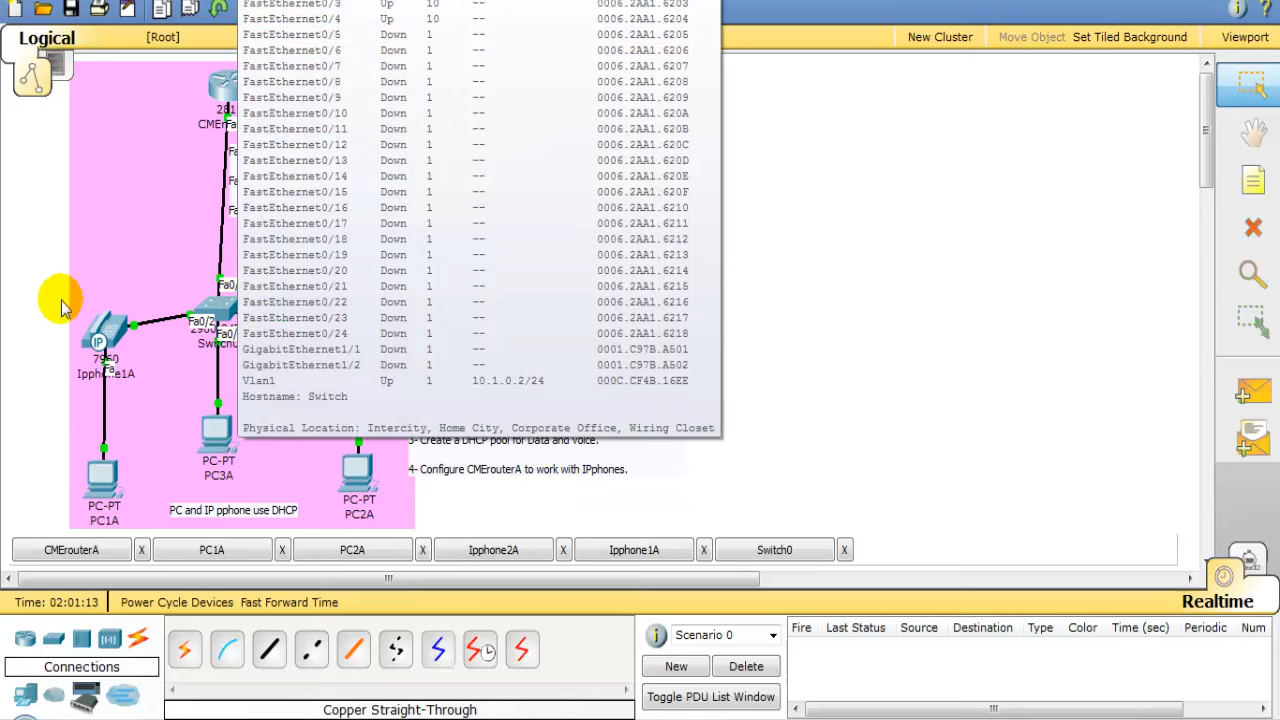 Logical
[Root]
New Cluster
Move Object
Set Tiled Background
Viewport
FastEthernet0/3 Up 10 -- 0006.2AA1.6203
FastEthernet0/4 Up 10 -- 0006.2AA1.6204
FastEthernet0/5 Down 1 -- 0006.2AA1.6205
FastEthernet0/6 Down 1 -- 0006.2AA1.6206
FastEthernet0/7 Down 1 -- 0006.2AA1.6207
FastEthernet0/8 Down 1 -- 0006.2AA1.6208
FastEthernet0/9 Down 1 -- 0006.2AA1.6209
FastEthernet0/10 Down 1 -- 0006.2AA1.620A
FastEthernet0/11 Down 1 -- 0006.2AA1.620B
FastEthernet0/12 Down 1 -- 0006.2AA1.620C
FastEthernet0/13 Down 1 -- 0006.2AA1.620D
FastEthernet0/14 Down 1 -- 0006.2AA1.620E
FastEthernet0/15 Down 1 -- 0006.2AA1.620F
FastEthernet0/16 Down 1 -- 0006.2AA1.6210
FastEthernet0/17 Down 1 -- 0006.2AA1.6211
FastEthernet0/18 Down 1 -- 0006.2AA1.6212
FastEthernet0/19 Down 1 -- 0006.2AA1.6213
FastEthernet0/20 Down 1 -- 0006.2AA1.6214
FastEthernet0/21 Down 1 -- 0006.2AA1.6215
FastEthernet0/22 Down 1 -- 0006.2AA1.6216
FastEthernet0/23 Down 1 -- 0006.2AA1.6217
FastEthernet0/24 Down 1 -- 0006.2AA1.6218
GigabitEthernet1/1 Down 1 -- 0001.C97B.A501
GigabitEthernet1/2 Down 1 -- 0001.C97B.A502
Vlan1 Up 1 10.1.0.2/24 000C.CF4B.16EE
Hostname: Switch
Physical Location: Intercity, Home City, Corporate Office, Wiring Closet
Fa0/2
IP
7960
Ipphone1A
Fa
PC-PT
PC3A
PC-PT
PC1A
PC-PT
PC2A
PC and IP pphone use DHCP
3- Create a DHCP pool for Data and voice.
4- Configure CMErouterA to work with IPphones.
CMErouterA X
PC1A X
PC2A X
Ipphone2A X
Ipphone1A X
Switch0 X
Time: 02:01:13
Power Cycle Devices Fast Forward Time
Realtime
Connections
Copper Straight-Through
Scenario 0
New
Delete
Toggle PDU List Window
Fire Last Status Source Destination Type Color Time (sec) Periodic Num